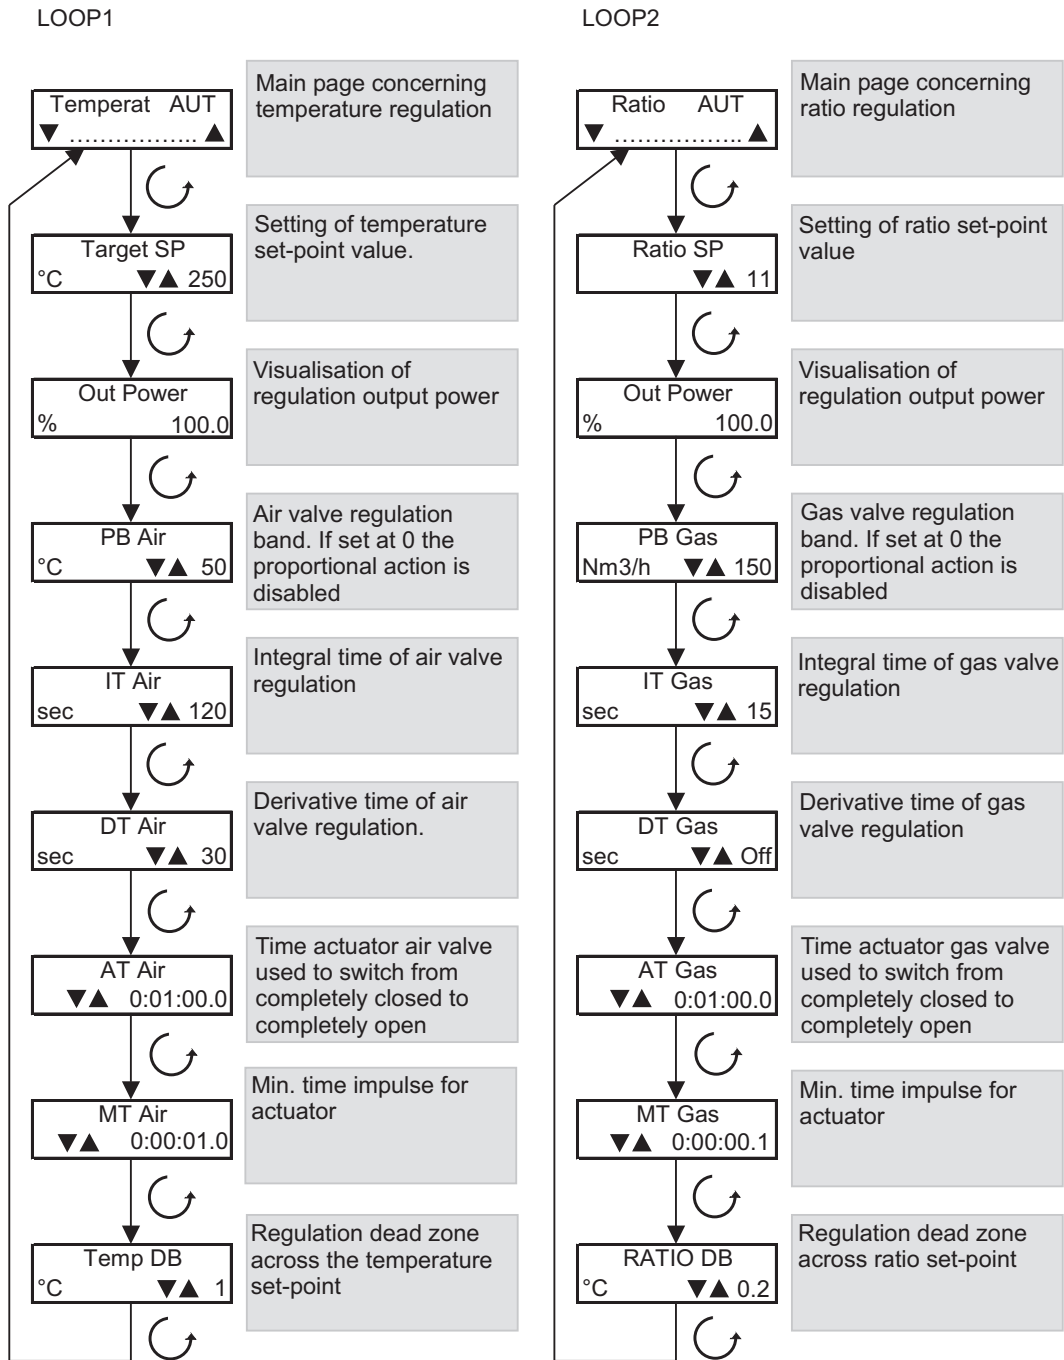 LOOP1
Temperat AUT
▼ ................. ▲
Main page concerning
temperature regulation
Target SP
°C ▼▲ 250
Setting of temperature
set-point value.
Out Power
% 100.0
Visualisation of
regulation output power
PB Air
°C ▼▲ 50
Air valve regulation
band. If set at 0 the
proportional action is
disabled
IT Air
sec ▼▲ 120
Integral time of air valve
regulation
DT Air
sec ▼▲ 30
Derivative time of air
valve regulation.
AT Air
▼▲ 0:01:00.0
Time actuator air valve
used to switch from
completely closed to
completely open
MT Air
▼▲ 0:00:01.0
Min. time impulse for
actuator
Temp DB
°C ▼▲ 1
Regulation dead zone
across the temperature
set-point
LOOP2
Ratio AUT
▼ ................. ▲
Main page concerning
ratio regulation
Ratio SP
▼▲ 11
Setting of ratio set-point
value
Out Power
% 100.0
Visualisation of
regulation output power
PB Gas
Nm3/h ▼▲ 150
Gas valve regulation
band. If set at 0 the
proportional action is
disabled
IT Gas
sec ▼▲ 15
Integral time of gas valve
regulation
DT Gas
sec ▼▲ Off
Derivative time of gas
valve regulation
AT Gas
▼▲ 0:01:00.0
Time actuator gas valve
used to switch from
completely closed to
completely open
MT Gas
▼▲ 0:00:00.1
Min. time impulse for
actuator
RATIO DB
°C ▼▲ 0.2
Regulation dead zone
across ratio set-point